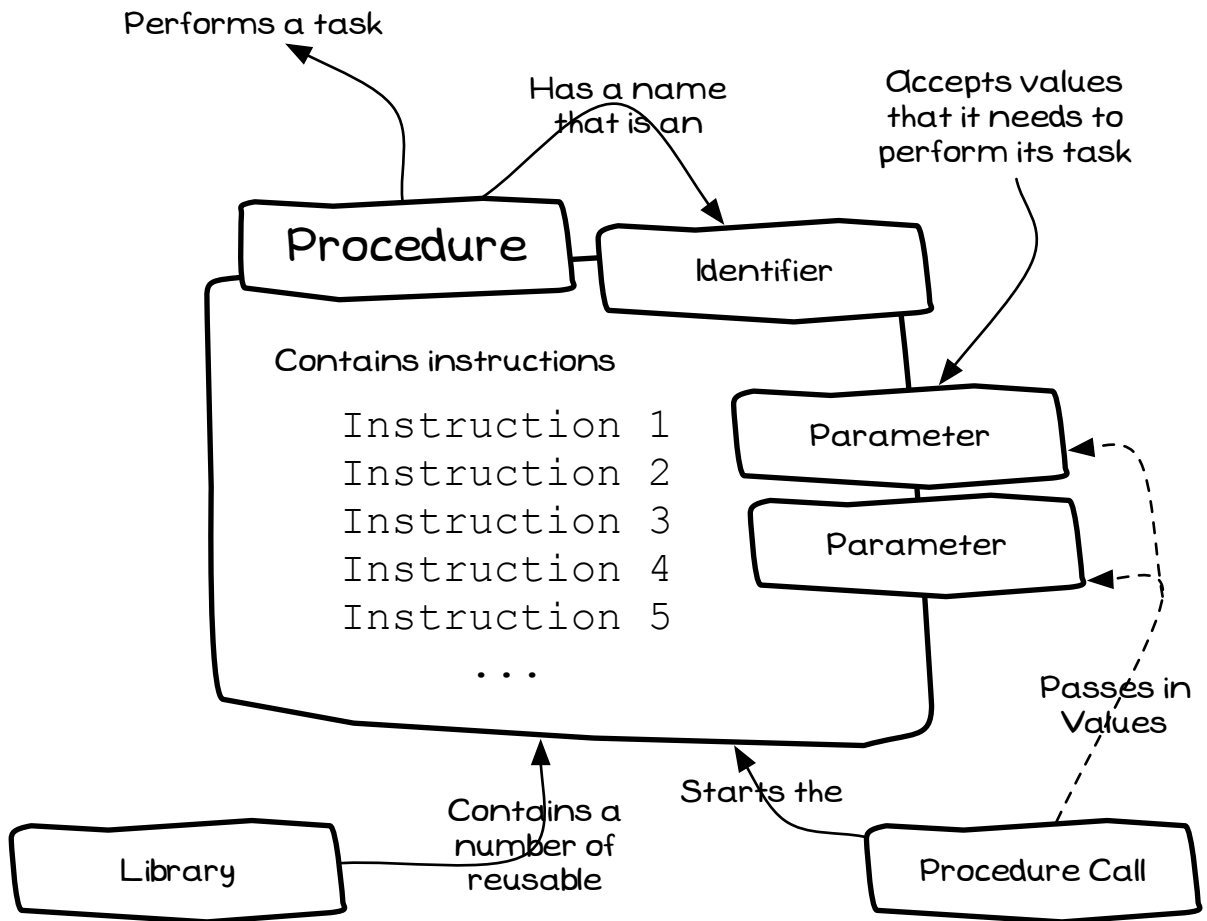 Performs a task
Has a name
that is an
Accepts values
that it needs to
perform its task
Procedure
Identifier
Contains instructions
Instruction 1
Instruction 2
Instruction 3
Instruction 4
Instruction 5
...
Parameter
Parameter
Passes in
Values
Starts the
Contains a
number of
reusable
Library
Procedure Call